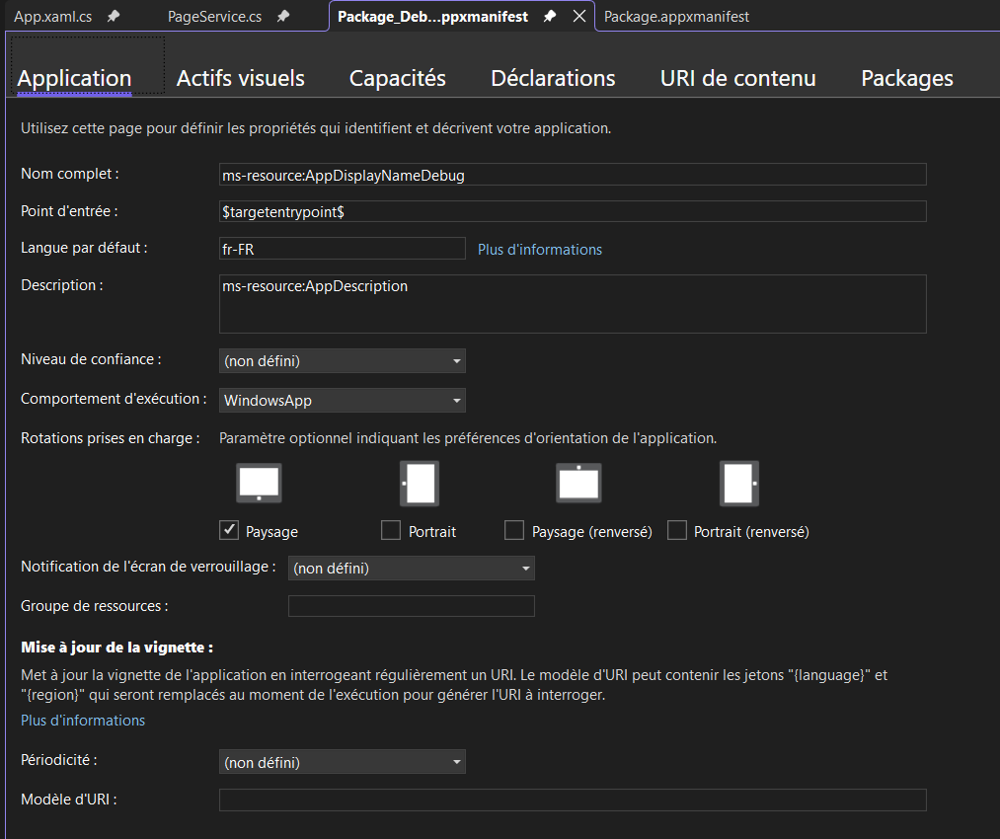 App.xaml.cs PageService.cs Package_Deb...ppxmanifest Package.appxmanifest
Application Actifs visuels Capacités Déclarations URI de contenu Packages
Utilisez cette page pour définir les propriétés qui identifient et décrivent votre application.
Nom complet : ms-resource:AppDisplayNameDebug
Point d'entrée : $targetentrypoint$
Langue par défaut : fr-FR Plus d'informations
Description : ms-resource:AppDescription
Niveau de confiance : (non défini)
Comportement d'exécution : WindowsApp
Rotations prises en charge : Paramètre optionnel indiquant les préférences d'orientation de l'application.
Paysage Portrait Paysage (renversé) Portrait (renversé)
Notification de l'écran de verrouillage : (non défini)
Groupe de ressources :
Mise à jour de la vignette :
Met à jour la vignette de l'application en interrogeant régulièrement un URI. Le modèle d'URI peut contenir les jetons "{language}" et
"{region}" qui seront remplacés au moment de l'exécution pour générer l'URI à interroger.
Plus d'informations
Périodicité : (non défini)
Modèle d'URI :